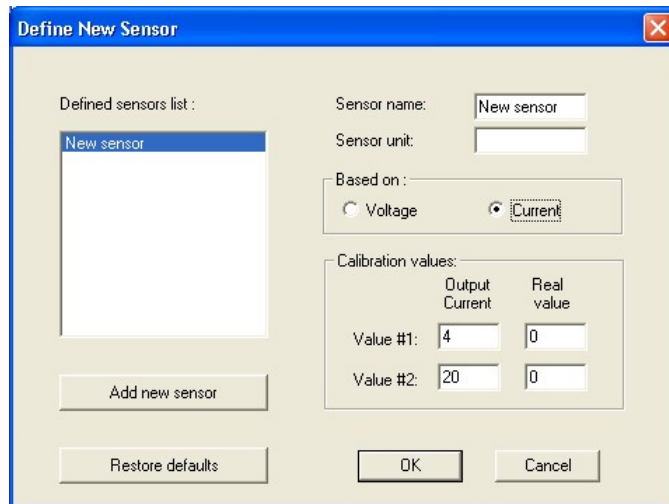 Define New Sensor
Defined sensors list :
New sensor
Add new sensor
Restore defaults
Sensor name: New sensor
Sensor unit:
Based on :
Voltage Current
Calibration values:
Output Current Real value
Value #1: 4 0
Value #2: 20 0
OK Cancel